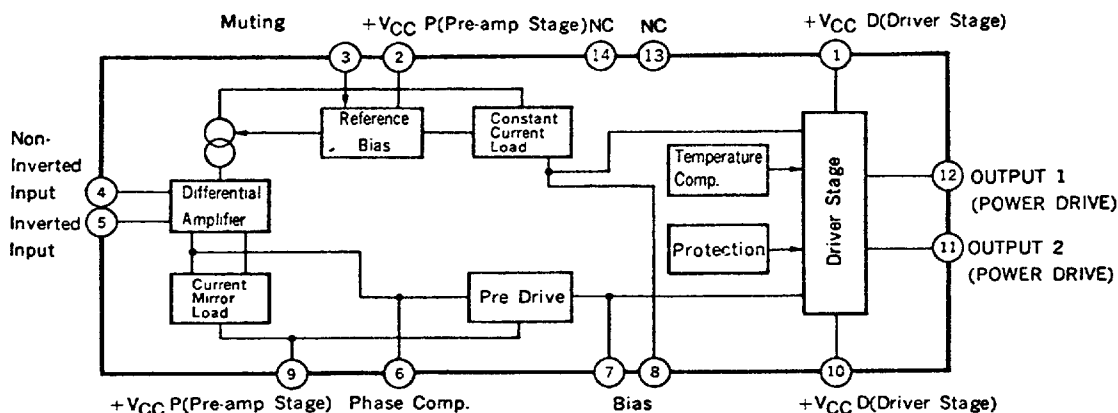 Muting
+VCC P(Pre-amp Stage)
NC
NC
+VCC D(Driver Stage)
3
2
14
13
1
Reference
Bias
Constant
Current
Load
Non-
Inverted
Input
4
Inverted
Input
5
Differential
Amplifier
Temperature
Comp.
Protection
Driver Stage
12
OUTPUT 1
(POWER DRIVE)
11
OUTPUT 2
(POWER DRIVE)
Current
Mirror
Load
Pre Drive
9
6
7
8
10
+VCC P(Pre-amp Stage)
Phase Comp.
Bias
+VCC D(Driver Stage)